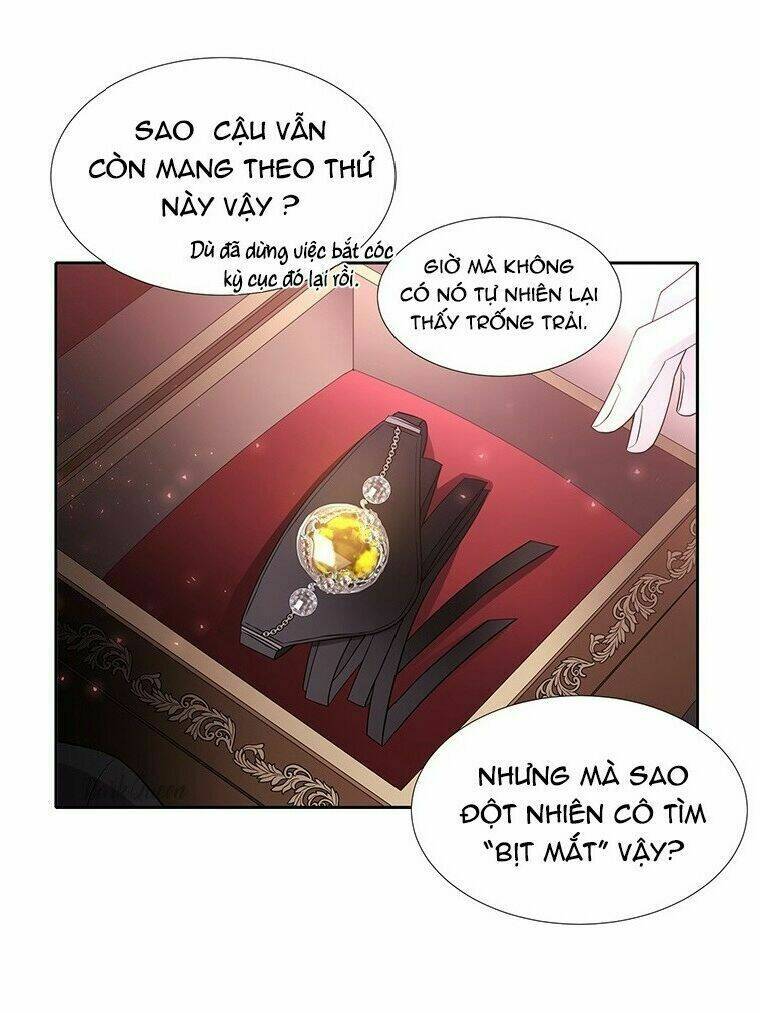 SAO CẬU VẪN
CÒN MANG THEO THỨ
NÀY VẬY ?
Dù đã dừng việc bắt cóc
kỳ cục đó lại rồi.
GIỜ MÀ KHÔNG
CÓ NÓ TỰ NHIÊN LẠI
THẤY TRỐNG TRẢI.
NHƯNG MÀ SAO
ĐỘT NHIÊN CÔ TÌM
“BỊT MẮT” VẬY?